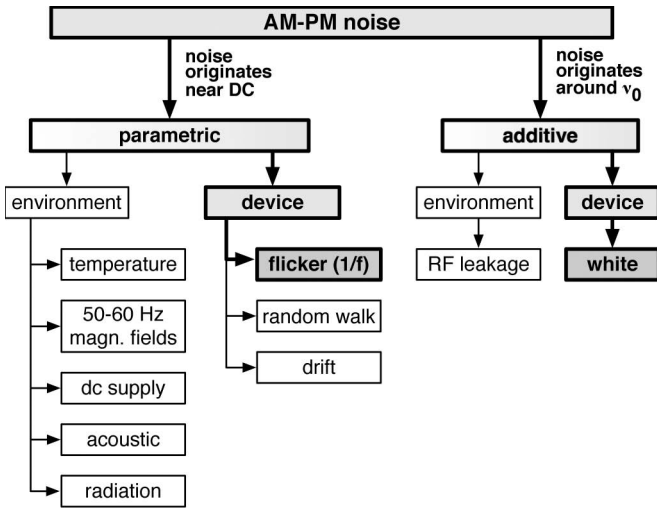 AM-PM noise
noise
originates
near DC
noise
originates
around ν0
parametric
additive
environment
device
environment
device
temperature
flicker (1/f)
RF leakage
white
50-60 Hz
magn. fields
random walk
dc supply
drift
acoustic
radiation